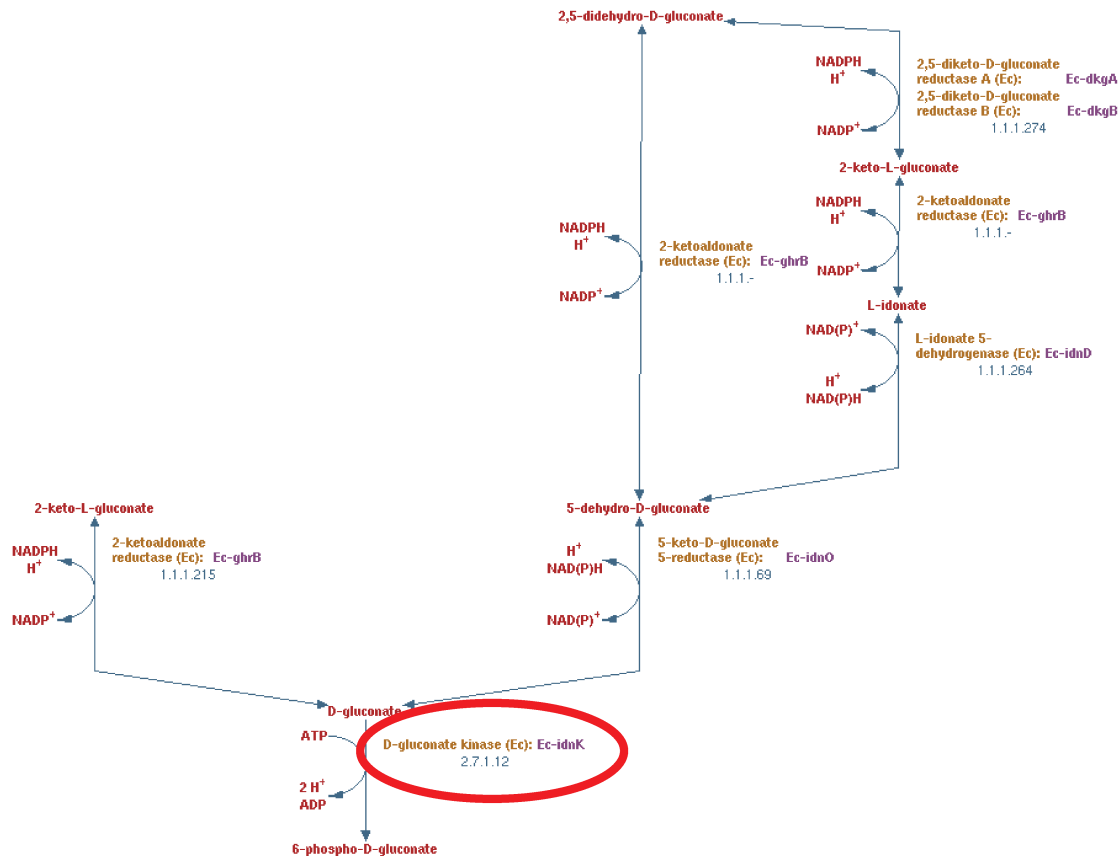 2,5-didehydro-D-gluconate
NADPH
H+
NADP+
2,5-diketo-D-gluconate
reductase A (Ec): Ec-dkgA
2,5-diketo-D-gluconate
reductase B (Ec): Ec-dkgB
1.1.1.274
2-keto-L-gluconate
NADPH
H+
NADP+
2-ketoaldonate
reductase (Ec): Ec-ghrB
1.1.1.-
NADPH
H+
NADP+
2-ketoaldonate
reductase (Ec): Ec-ghrB
1.1.1.-
L-idonate
NAD(P)+
H+
NAD(P)H
L-idonate 5-
dehydrogenase (Ec): Ec-idnD
1.1.1.264
2-keto-L-gluconate
NADPH
H+
NADP+
2-ketoaldonate
reductase (Ec): Ec-ghrB
1.1.1.215
5-dehydro-D-gluconate
H+
NAD(P)H
NAD(P)+
5-keto-D-gluconate
5-reductase (Ec): Ec-idnO
1.1.1.69
D-gluconate
ATP
2 H+
ADP
D-gluconate kinase (Ec): Ec-idnK
2.7.1.12
6-phospho-D-gluconate